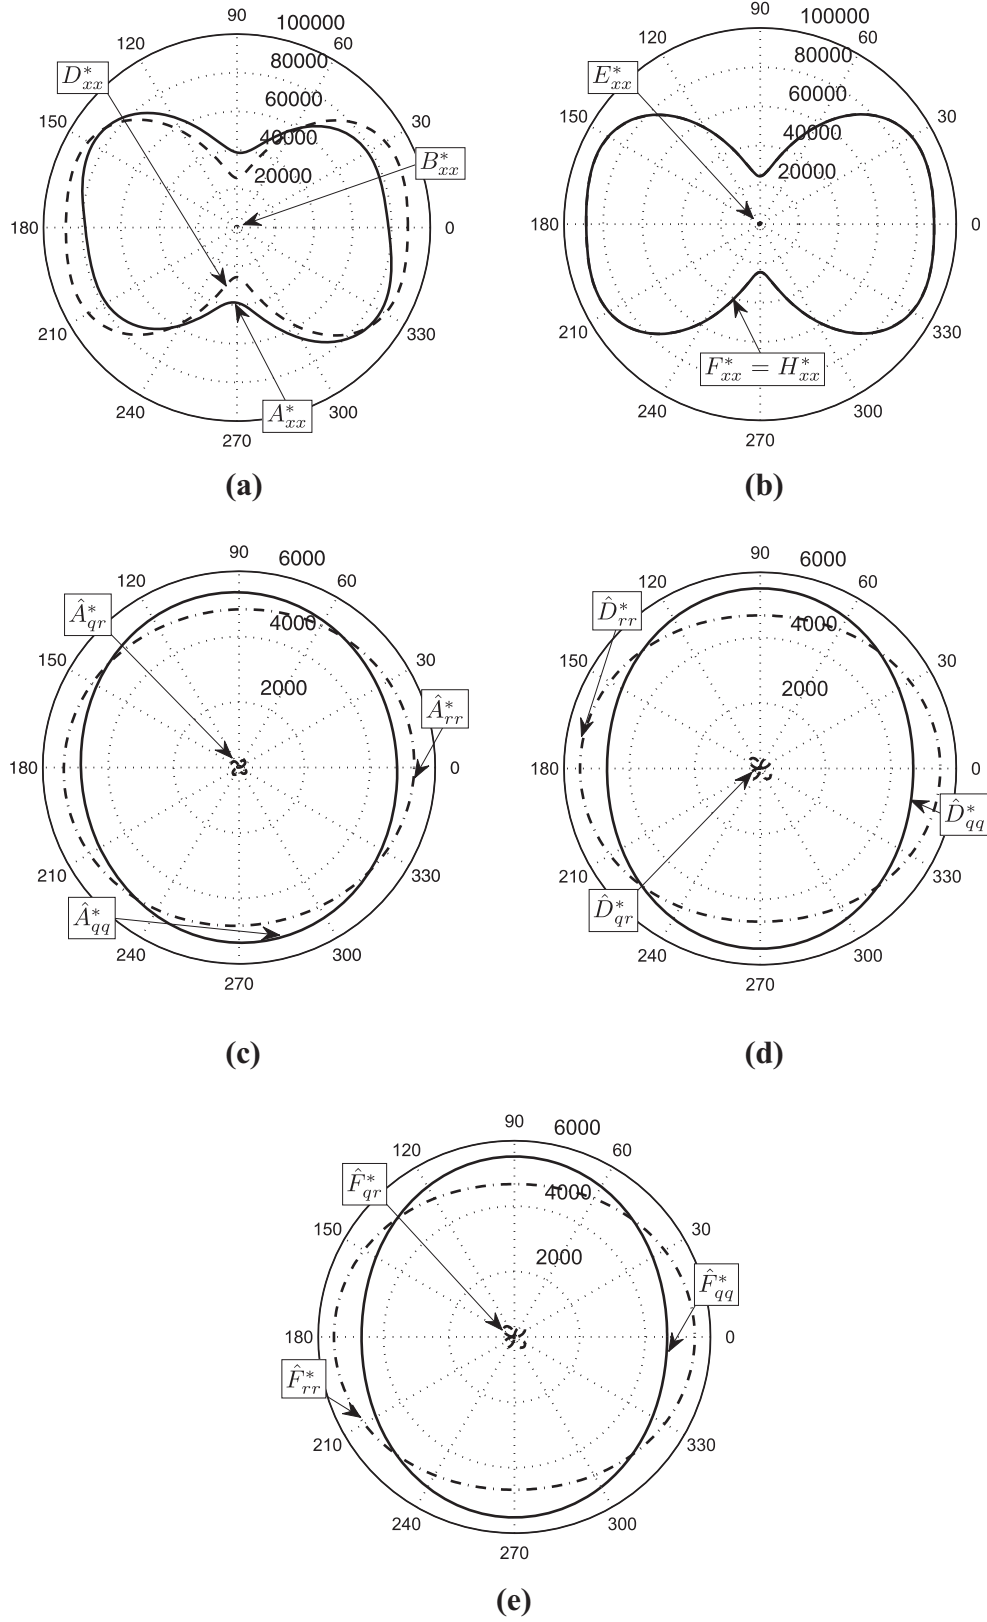 90 100000
120 60
80000
D*xx
60000
150 30
40000
B*xx
20000
180 0
210 330
240 A*xx 300
270
(a)
90 100000
120 60
E*xx 80000
60000
150 30
40000
20000
180 0
210 330
F*xx = H*xx
240 300
270
(b)
90 6000
120 60
Â*qr 4000
150 30
2000
Â*rr
180 0
210 330
Â*qq
240 300
270
(c)
90 6000
120 60
D̂*rr 4000
150 30
2000
180 0
D̂*qq
210 330
D̂*qr
240 300
270
(d)
90 6000
120 60
F̂*qr 4000
150 30
2000
F̂*qq
180 0
F̂*rr
210 330
240 300
270
(e)